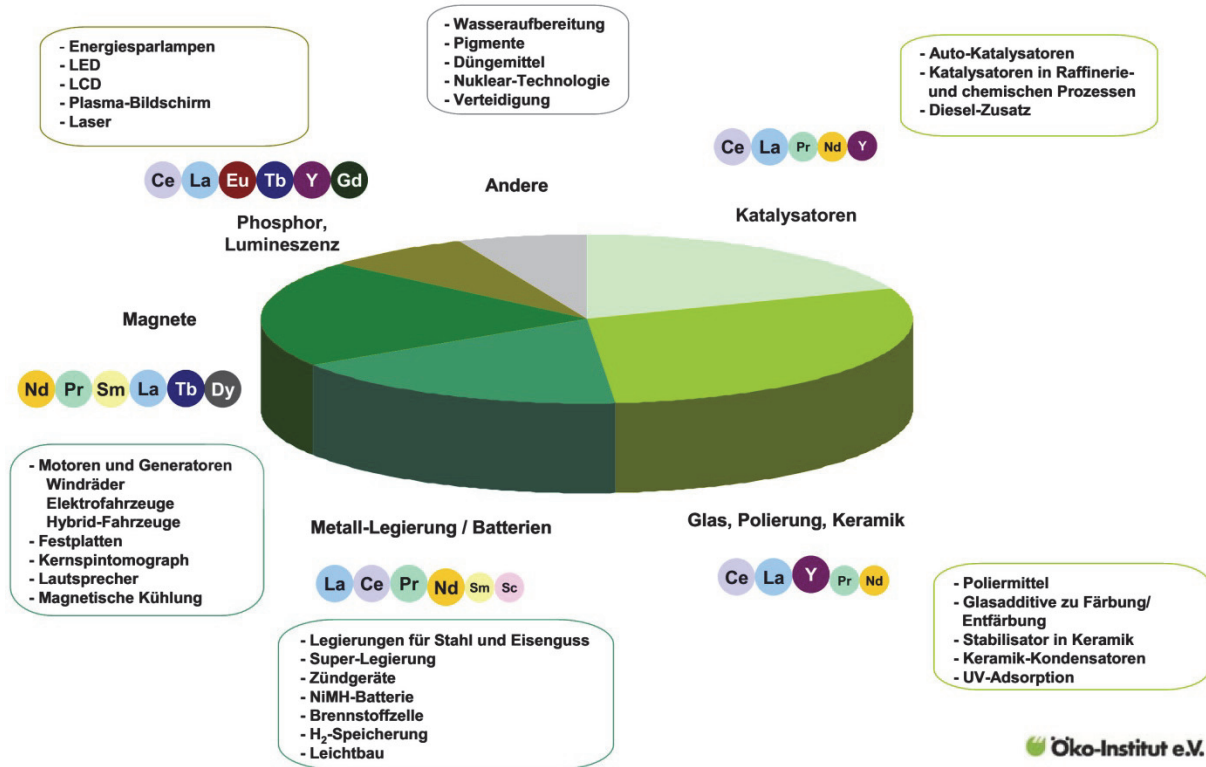 - Energiesparlampen
- LED
- LCD
- Plasma-Bildschirm
- Laser
Ce La Eu Tb Y Gd
Phosphor,
Lumineszenz
- Wasseraufbereitung
- Pigmente
- Düngemittel
- Nuklear-Technologie
- Verteidigung
Andere
- Auto-Katalysatoren
- Katalysatoren in Raffinerie-
und chemischen Prozessen
- Diesel-Zusatz
Ce La Pr Nd Y
Katalysatoren
Magnete
Nd Pr Sm La Tb Dy
- Motoren und Generatoren
Windräder
Elektrofahrzeuge
Hybrid-Fahrzeuge
- Festplatten
- Kernspintomograph
- Lautsprecher
- Magnetische Kühlung
Metall-Legierung / Batterien
La Ce Pr Nd Sm Sc
- Legierungen für Stahl und Eisenguss
- Super-Legierung
- Zündgeräte
- NiMH-Batterie
- Brennstoffzelle
- H₂-Speicherung
- Leichtbau
Glas, Polierung, Keramik
Ce La Y Pr Nd
- Poliermittel
- Glasadditive zu Färbung/
Entfärbung
- Stabilisator in Keramik
- Keramik-Kondensatoren
- UV-Adsorption
Öko-Institut e.V.